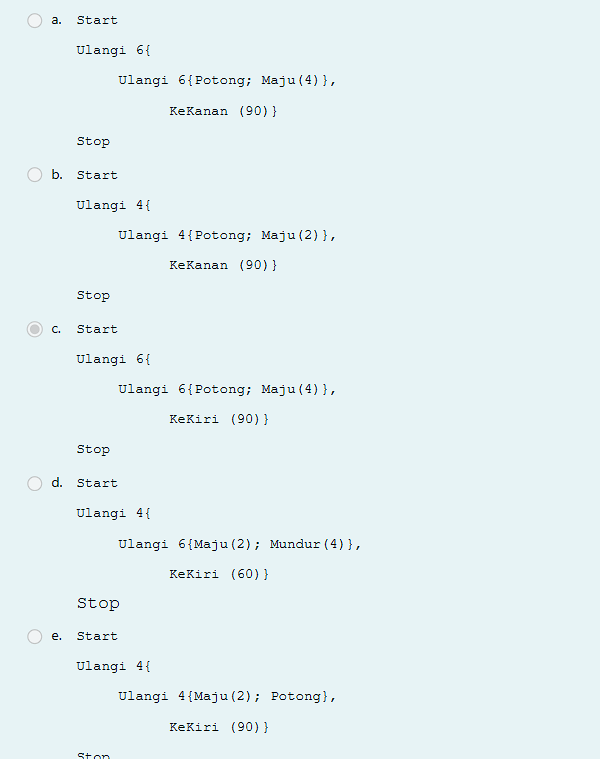 a. Start
Ulangi 6{
Ulangi 6{Potong; Maju(4)},
KeKanan (90)}
Stop
b. Start
Ulangi 4{
Ulangi 4{Potong; Maju(2)},
KeKanan (90)}
Stop
c. Start
Ulangi 6{
Ulangi 6{Potong; Maju(4)},
KeKiri (90)}
Stop
d. Start
Ulangi 4{
Ulangi 6{Maju(2); Mundur(4)},
KeKiri (60)}
Stop
e. Start
Ulangi 4{
Ulangi 4{Maju(2); Potong},
KeKiri (90)}
Stop